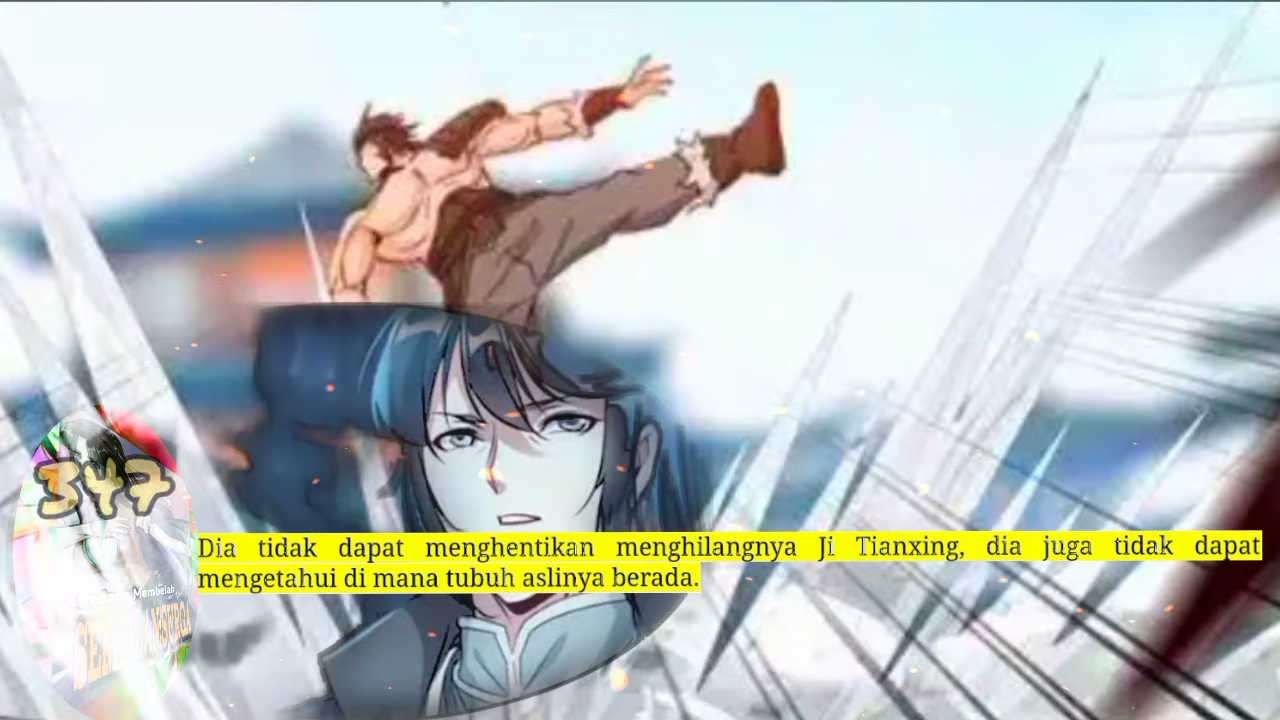 347
Dia tidak dapat menghentikan menghilangnya Ji Tianxing, dia juga tidak dapat
mengetahui di mana tubuh aslinya berada.
Membelah